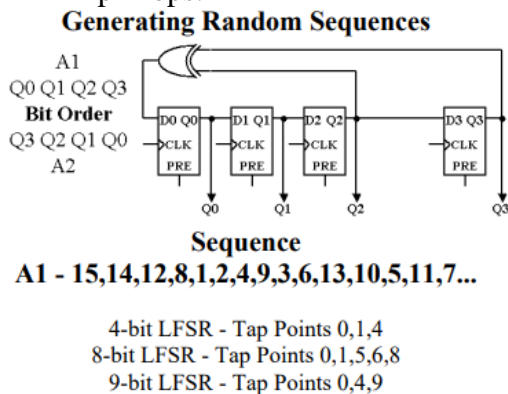 Generating Random Sequences
A1
Q0 Q1 Q2 Q3
Bit Order
Q3 Q2 Q1 Q0
A2
D0 Q0 D1 Q1 D2 Q2 D3 Q3
CLK CLK CLK CLK
PRE PRE PRE PRE
Q0 Q1 Q2 Q3
Sequence
A1 - 15,14,12,8,1,2,4,9,3,6,13,10,5,11,7...
4-bit LFSR - Tap Points 0,1,4
8-bit LFSR - Tap Points 0,1,5,6,8
9-bit LFSR - Tap Points 0,4,9